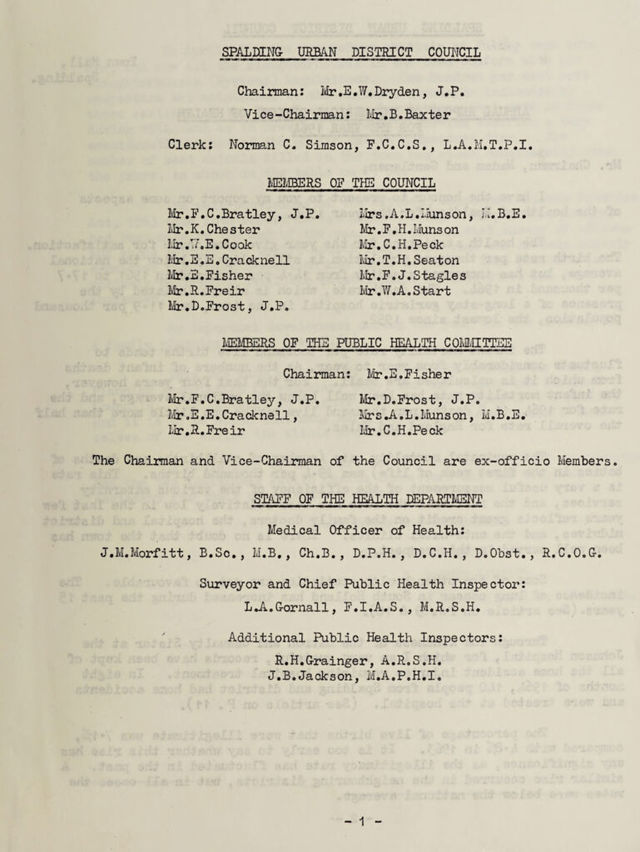 SPALDING URBAN DISTRICT COUNCIL
Chairman: Mr.E.W.Dryden, J.P.
Vice-Chairman: Mr.B.Baxter
Clerk: Norman C. Simson, F.C.C.S., L.A.M.T.P.I.
MEMBERS OF THE COUNCIL
Mr.F.C.Bratley, J.P. Mrs.A.L.Munson, M.B.E.
Mr.K.Chester Mr.F.H.Munson
Mr.W.E.Cook Mr.C.H.Peck
Mr.E.E.Cracknell Mr.T.H.Seaton
Mr.E.Fisher Mr.F.J.Stagles
Mr.R.Freir Mr.W.A.Start
Mr.D.Frost, J.P.
MEMBERS OF THE PUBLIC HEALTH COMMITTEE
Chairman: Mr.E.Fisher
Mr.F.C.Bratley, J.P. Mr.D.Frost, J.P.
Mr.E.E.Cracknell, Mrs.A.L.Munson, M.B.E.
Mr.R.Freir Mr.C.H.Peck
The Chairman and Vice-Chairman of the Council are ex-officio Members.
STAFF OF THE HEALTH DEPARTMENT
Medical Officer of Health:
J.M.Morfitt, B.Sc., M.B., Ch.B., D.P.H., D.C.H., D.Obst., R.C.O.G.
Surveyor and Chief Public Health Inspector:
L.A.Gornall, F.I.A.S., M.R.S.H.
Additional Public Health Inspectors:
R.H.Grainger, A.R.S.H.
J.B.Jackson, M.A.P.H.I.
- 1 -